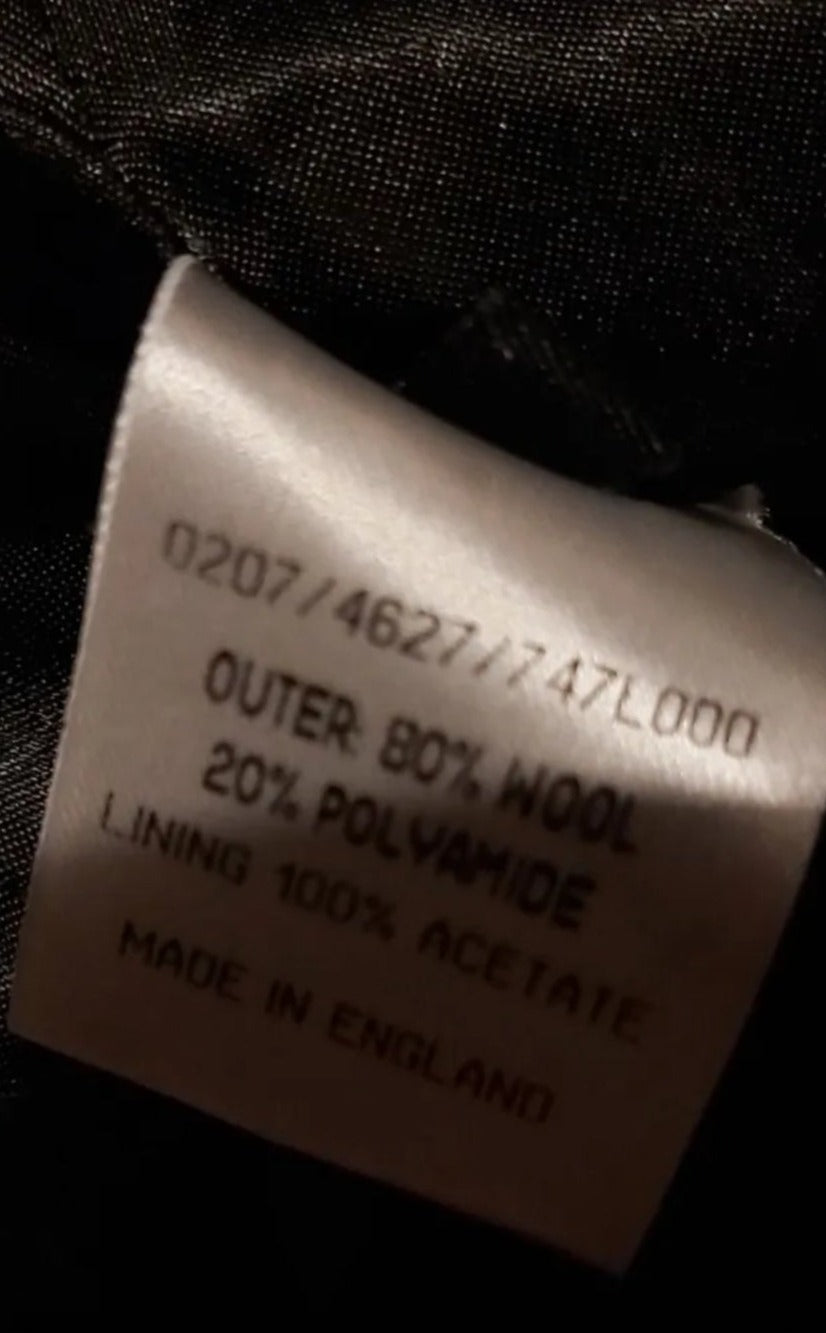 0207/4627/747L000
OUTER: 80% WOOL
20% POLYAMIDE
LINING 100% ACETATE
MADE IN ENGLAND